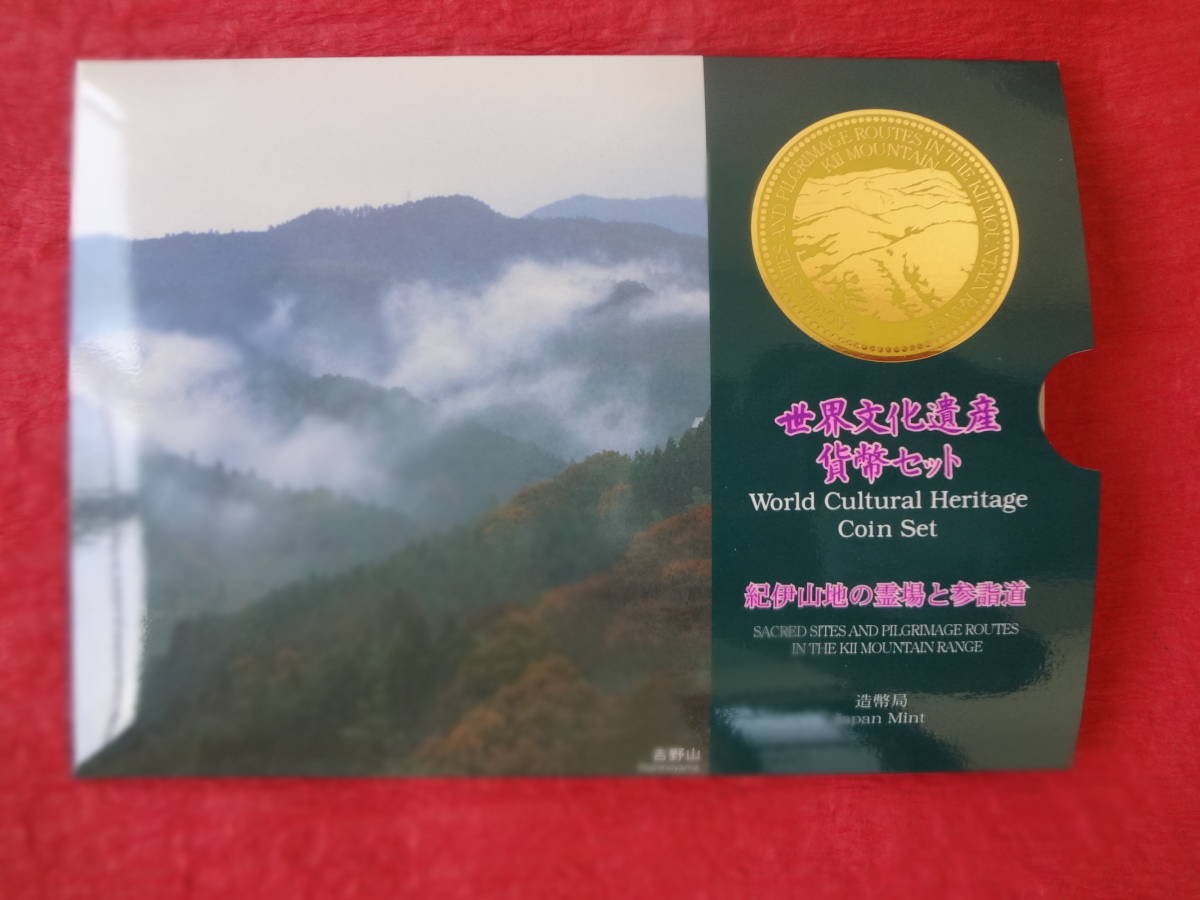 SITES AND PILGRIMAGE ROUTES IN THE KII MOUNTAIN RANGE
KII MOUNTAIN
世界文化遺産
貨幣セット
World Cultural Heritage
Coin Set
紀伊山地の霊場と参詣道
SACRED SITES AND PILGRIMAGE ROUTES
IN THE KII MOUNTAIN RANGE
造幣局
Japan Mint
吉野山